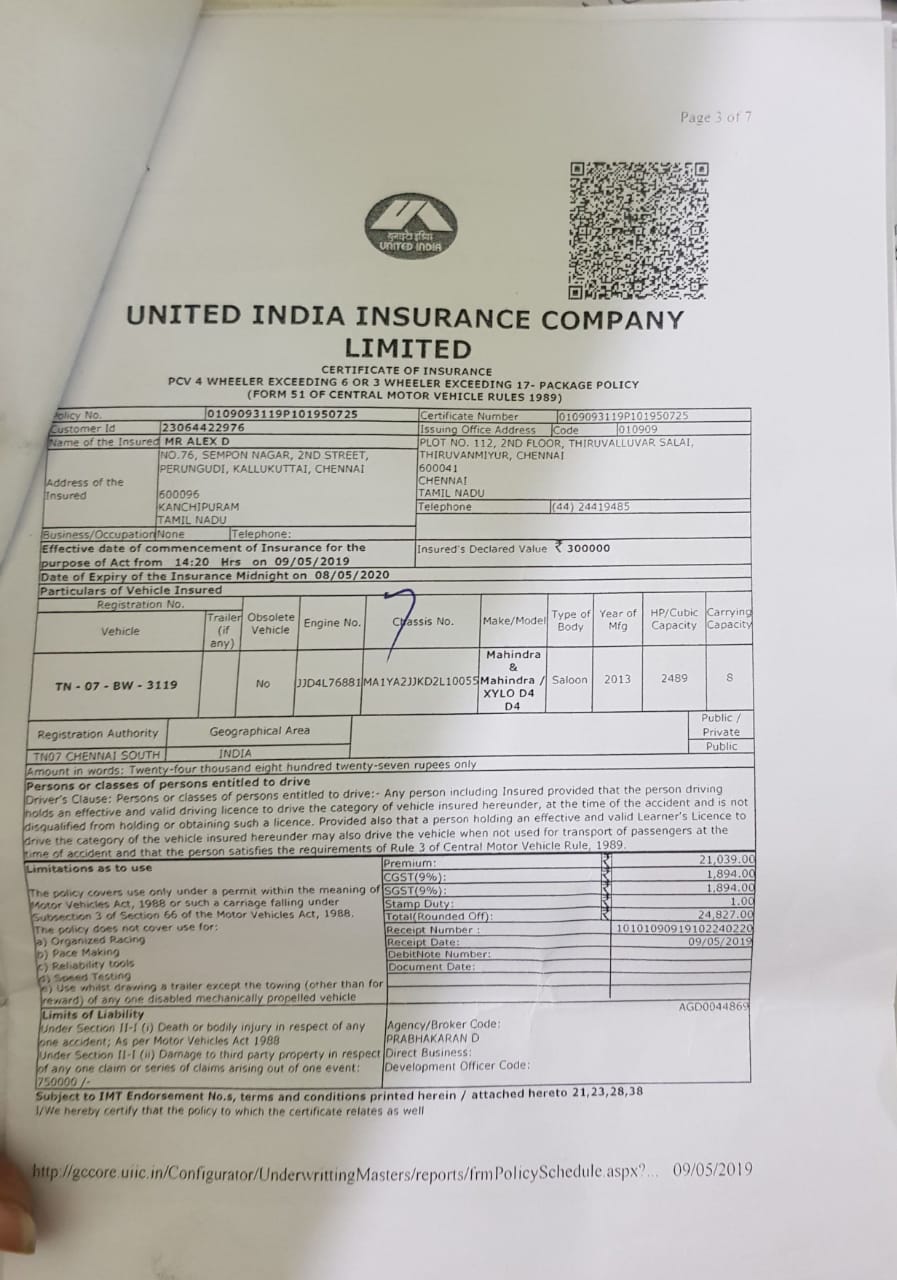 Page 3 of 7
यूनाइटेड इंडिया
UNITED INDIA
UNITED INDIA INSURANCE COMPANY
LIMITED
CERTIFICATE OF INSURANCE
PCV 4 WHEELER EXCEEDING 6 OR 3 WHEELER EXCEEDING 17- PACKAGE POLICY
(FORM 51 OF CENTRAL MOTOR VEHICLE RULES 1989)
Policy No. 0109093119P101950725 Certificate Number 0109093119P101950725
Customer Id 23064422976 Issuing Office Address Code 010909
Name of the Insured MR ALEX D PLOT NO. 112, 2ND FLOOR, THIRUVALLUVAR SALAI,
Address of the Insured NO.76, SEMPON NAGAR, 2ND STREET, THIRUVANMIYUR, CHENNAI
PERUNGUDI, KALLUKUTTAI, CHENNAI 600041
CHENNAI
600096 TAMIL NADU
KANCHIPURAM Telephone (44) 24419485
TAMIL NADU
Business/Occupation None Telephone:
Effective date of commencement of Insurance for the Insured's Declared Value ₹ 300000
purpose of Act from 14:20 Hrs on 09/05/2019
Date of Expiry of the Insurance Midnight on 08/05/2020
Particulars of Vehicle Insured
Registration No.
Vehicle Trailer (if any) Obsolete Vehicle Engine No. Chassis No. Make/Model Type of Body Year of Mfg HP/Cubic Capacity Carrying Capacity
TN - 07 - BW - 3119 No JJD4L76881 MA1YA2JJKD2L10055 Mahindra & Mahindra / XYLO D4 D4 Saloon 2013 2489 8
Registration Authority Geographical Area Public / Private
TN07 CHENNAI SOUTH INDIA Public
Amount in words: Twenty-four thousand eight hundred twenty-seven rupees only
Persons or classes of persons entitled to drive
Driver's Clause: Persons or classes of persons entitled to drive:- Any person including Insured provided that the person driving
holds an effective and valid driving licence to drive the category of vehicle insured hereunder, at the time of the accident and is not
disqualified from holding or obtaining such a licence. Provided also that a person holding an effective and valid Learner's Licence to
drive the category of the vehicle insured hereunder may also drive the vehicle when not used for transport of passengers at the
time of accident and that the person satisfies the requirements of Rule 3 of Central Motor Vehicle Rule, 1989.
Limitations as to use
The policy covers use only under a permit within the meaning of
Motor Vehicles Act, 1988 or such a carriage falling under
Subsection 3 of Section 66 of the Motor Vehicles Act, 1988.
The policy does not cover use for:
a) Organized Racing
b) Pace Making
c) Reliability tools
d) Speed Testing
e) Use whilst drawing a trailer except the towing (other than for
reward) of any one disabled mechanically propelled vehicle
Premium: ₹ 21,039.00
CGST(9%): ₹ 1,894.00
SGST(9%): ₹ 1,894.00
Stamp Duty: ₹ 1.00
Total(Rounded Off): ₹ 24,827.00
Receipt Number : 10101090919102240220
Receipt Date: 09/05/2019
DebitNote Number:
Document Date:
Limits of Liability
Under Section II-I (i) Death or bodily injury in respect of any
one accident; As per Motor Vehicles Act 1988
Under Section II-I (ii) Damage to third party property in respect
of any one claim or series of claims arising out of one event:
750000 /-
AGD0044869
Agency/Broker Code:
PRABHAKARAN D
Direct Business:
Development Officer Code:
Subject to IMT Endorsement No.s, terms and conditions printed herein / attached hereto 21,23,28,38
I/We hereby certify that the policy to which the certificate relates as well
http://gccore.uiic.in/Configurator/UnderwrittingMasters/reports/frmPolicySchedule.aspx?... 09/05/2019